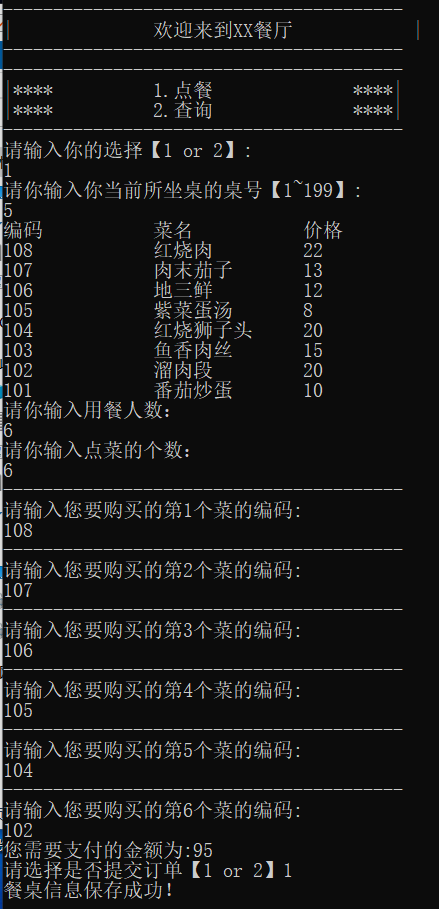 ----------------------------------------
|              欢迎来到XX餐厅            |
----------------------------------------
----------------------------------------
|****          1.点餐              ****|
|****          2.查询              ****|
----------------------------------------
请输入你的选择【1 or 2】:
1
请你输入你当前所坐桌的桌号【1~199】:
5
编码           菜名           价格
108            红烧肉         22
107            肉末茄子       13
106            地三鲜         12
105            紫菜蛋汤       8
104            红烧狮子头     20
103            鱼香肉丝       15
102            溜肉段         20
101            番茄炒蛋       10
请你输入用餐人数:
6
请你输入点菜的个数:
6
----------------------------------------
请输入您要购买的第1个菜的编码:
108
----------------------------------------
请输入您要购买的第2个菜的编码:
107
----------------------------------------
请输入您要购买的第3个菜的编码:
106
----------------------------------------
请输入您要购买的第4个菜的编码:
105
----------------------------------------
请输入您要购买的第5个菜的编码:
104
----------------------------------------
请输入您要购买的第6个菜的编码:
102
您需要支付的金额为:95
请选择是否提交订单【1 or 2】1
餐桌信息保存成功!